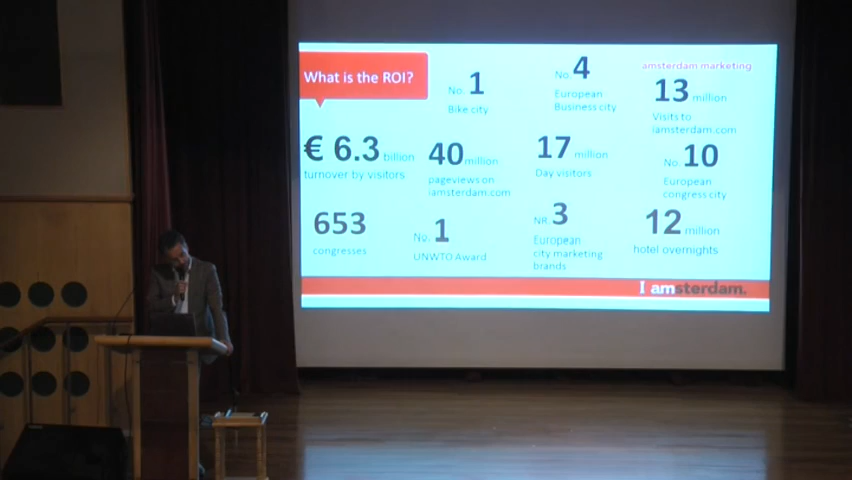 What is the ROI?
amsterdam marketing
No. 1
Bike city
No. 4
European
Business city
13 million
Visits to
iamsterdam.com
€ 6.3 billion
turnover by visitors
40 million
pageviews on
iamsterdam.com
17 million
Day visitors
No. 10
European
congress city
653
congresses
No. 1
UNWTO Award
NR 3
European
city marketing
brands
12 million
hotel overnights
I amsterdam.